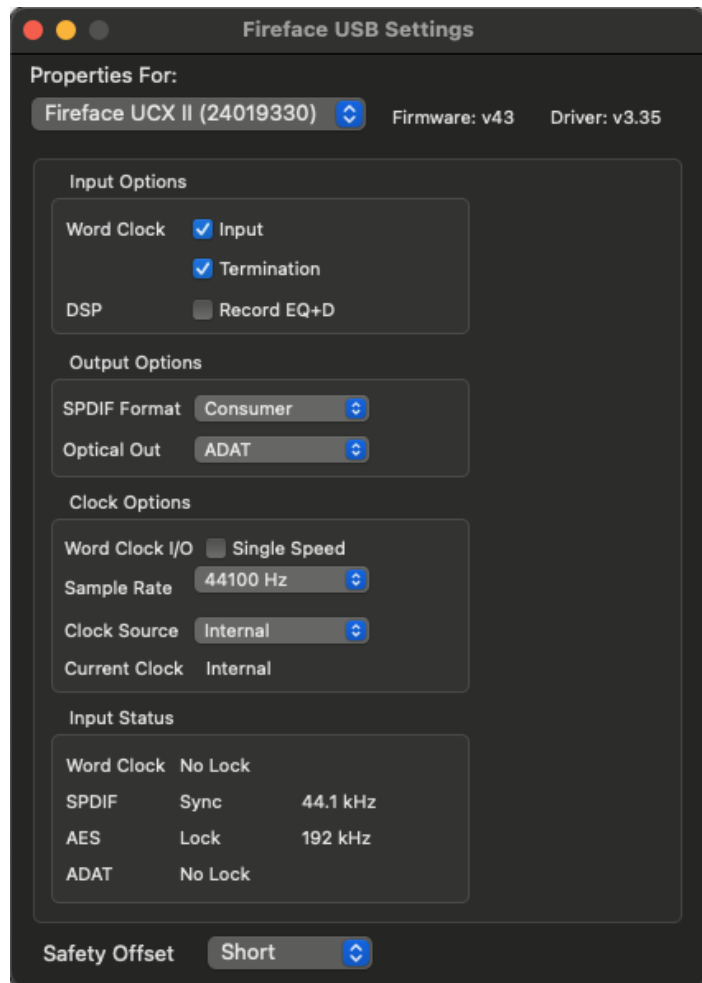 Fireface USB Settings
Properties For:
Fireface UCX II (24019330) Firmware: v43 Driver: v3.35
Input Options
Word Clock Input
Termination
DSP Record EQ+D
Output Options
SPDIF Format Consumer
Optical Out ADAT
Clock Options
Word Clock I/O Single Speed
Sample Rate 44100 Hz
Clock Source Internal
Current Clock Internal
Input Status
Word Clock No Lock
SPDIF Sync 44.1 kHz
AES Lock 192 kHz
ADAT No Lock
Safety Offset Short